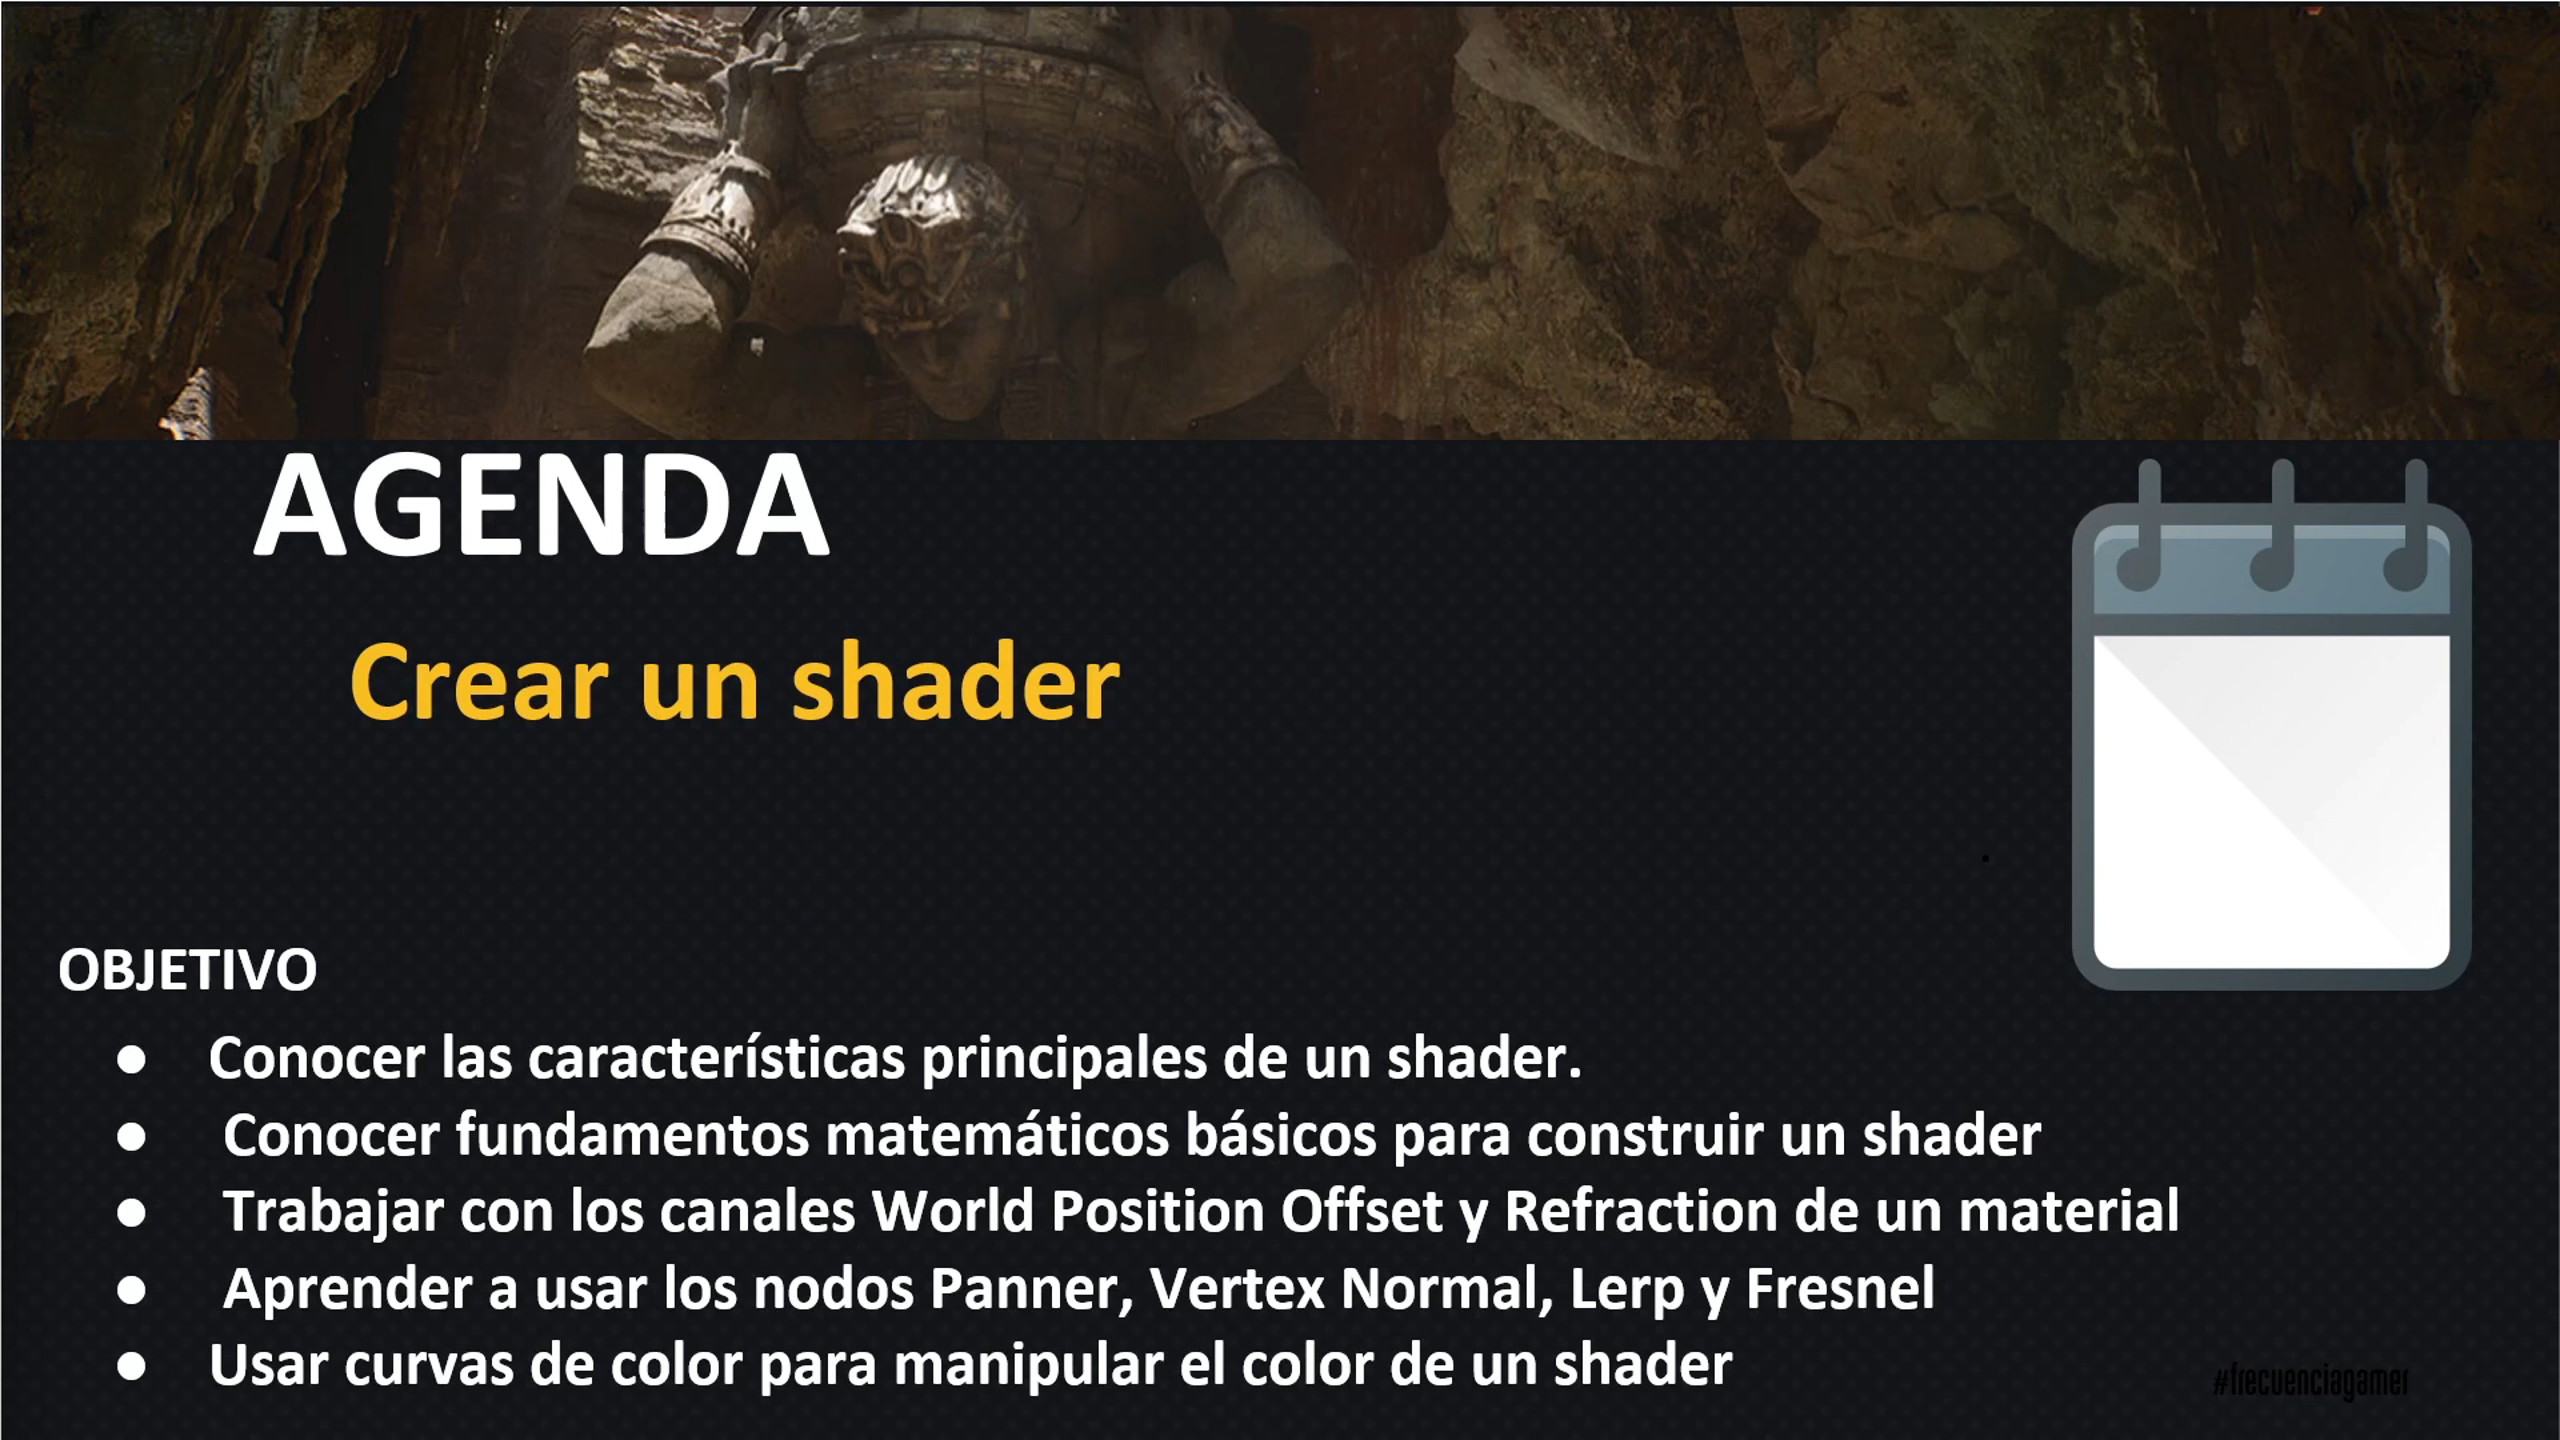 AGENDA
Crear un shader
OBJETIVO
● Conocer las características principales de un shader.
● Conocer fundamentos matemáticos básicos para construir un shader
● Trabajar con los canales World Position Offset y Refraction de un material
● Aprender a usar los nodos Panner, Vertex Normal, Lerp y Fresnel
● Usar curvas de color para manipular el color de un shader
#frecuenciagamer